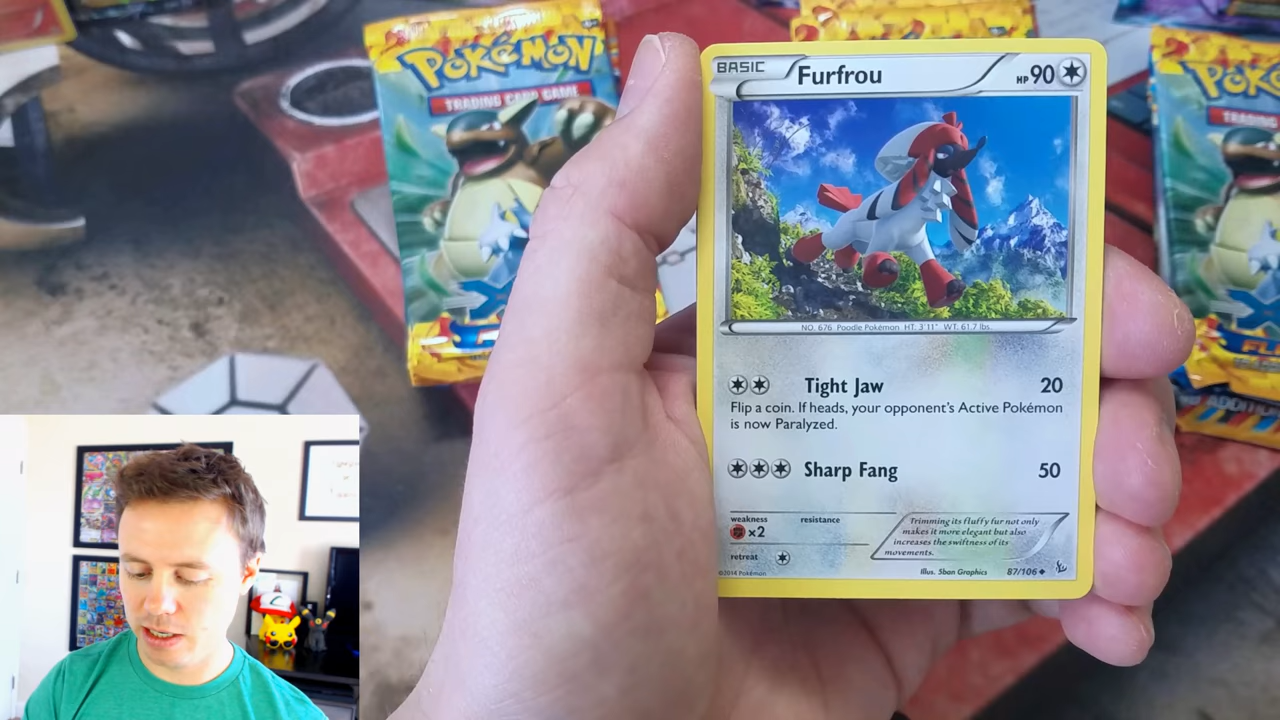 POKÉMON
TRADING CARD GAME
BASIC
Furfrou
HP 90
NO. 676 Poodle Pokémon HT. 3'11" WT. 61.7 lbs.
Tight Jaw 20
Flip a coin. If heads, your opponent's Active Pokémon
is now Paralyzed.
Sharp Fang 50
weakness resistance
×2
retreat
Trimming its fluffy fur not only
makes it more elegant but also
increases the swiftness of its
movements.
©2014 Pokémon
Illus. 5ban Graphics 87/106